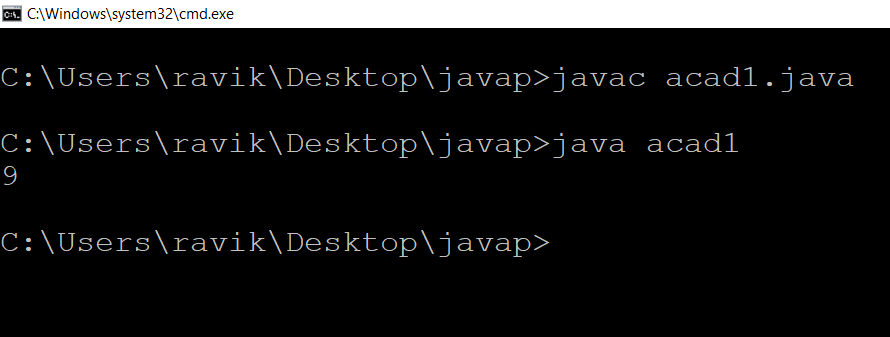 C:\Windows\system32\cmd.exe
C:\Users\ravik\Desktop\javap>javac acad1.java
C:\Users\ravik\Desktop\javap>java acad1
9
C:\Users\ravik\Desktop\javap>